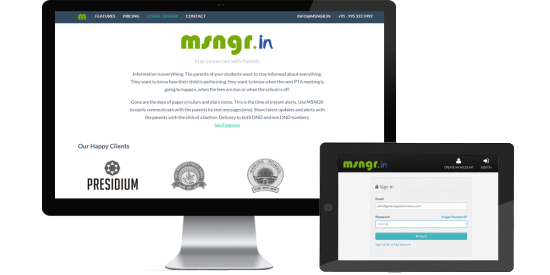 m FEATURES PRICING LOGIN / SIGNUP CONTACT INFO@MSNGR.IN +91 - 995 322 3492
msngr.in
Stay connected with Parents
Information is everything. The parents of your students want to stay informed about everything.
They want to know how their child is performing, they want to know when the next PTA meeting is
going to happen, when the fees are due or when the school is off.
Gone are the days of paper circulars and diary notes. This is the time of instant alerts. Use MSNGR
to easily communicate with the parents by text messages(sms). Share latest updates and alerts with
the parents with the click of a button. Delivery to both DND and non DND numbers
See Features
Our Happy Clients
PRESIDIUM
msngr.in
CREATE AN ACCOUNT
SIGN IN
Sign in
Email
Password Forgot Password?
Log in
Sign up for a free account